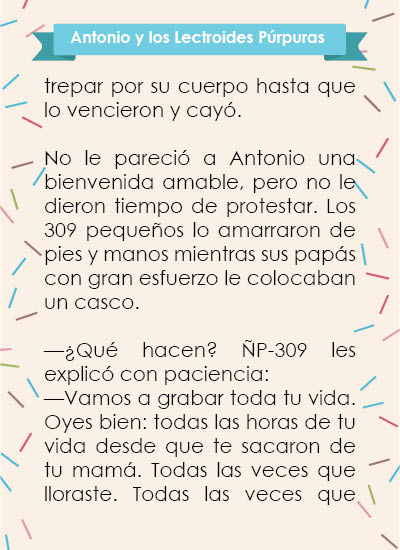 Antonio y los Lectroides Púrpuras
trepar por su cuerpo hasta que
lo vencieron y cayó.
No le pareció a Antonio una
bienvenida amable, pero no le
dieron tiempo de protestar. Los
309 pequeños lo amarraron de
pies y manos mientras sus papás
con gran esfuerzo le colocaban
un casco.
—¿Qué hacen? ÑP-309 les
explicó con paciencia:
—Vamos a grabar toda tu vida.
Oyes bien: todas las horas de tu
vida desde que te sacaron de
tu mamá. Todas las veces que
lloraste. Todas las veces que